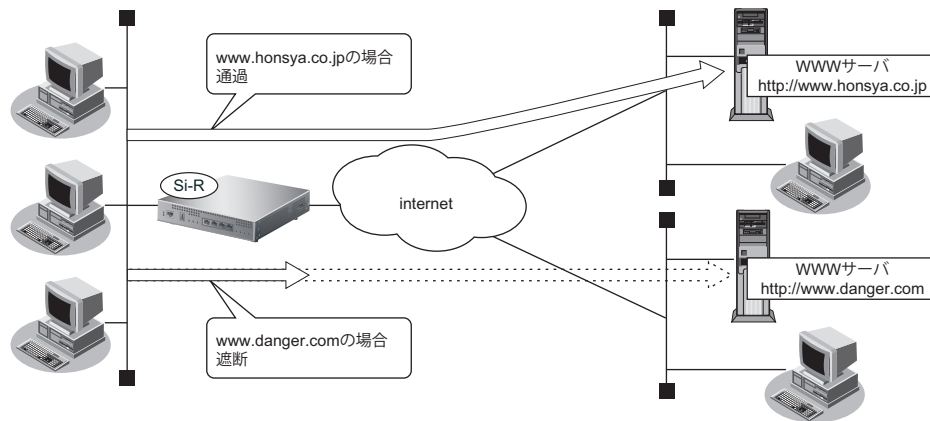 www.honsya.co.jpの場合
通過
WWWサーバ
http://www.honsya.co.jp
Si-R
internet
WWWサーバ
http://www.danger.com
www.danger.comの場合
遮断